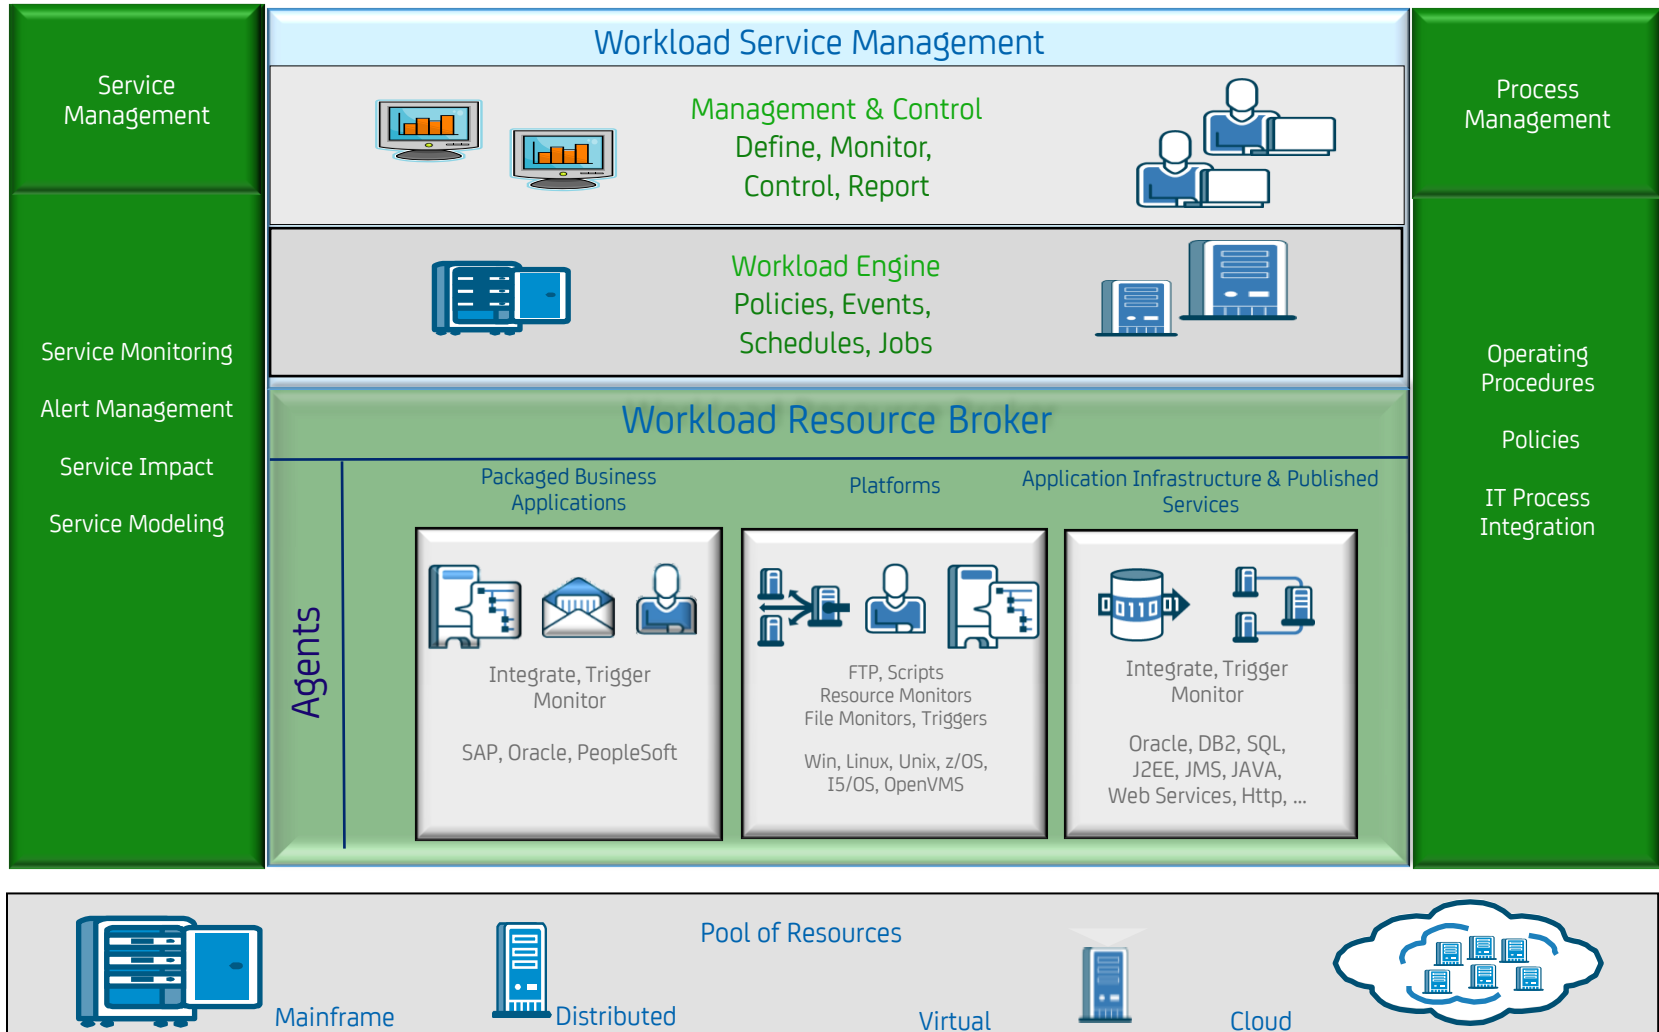 Service
Management
Service Monitoring
Alert Management
Service Impact
Service Modeling
Workload Service Management
Management & Control
Define, Monitor,
Control, Report
Workload Engine
Policies, Events,
Schedules, Jobs
Workload Resource Broker
Agents
Packaged Business
Applications
Integrate, Trigger
Monitor
SAP, Oracle, PeopleSoft
Platforms
FTP, Scripts
Resource Monitors
File Monitors, Triggers
Win, Linux, Unix, z/OS,
I5/OS, OpenVMS
Application Infrastructure & Published
Services
011001
Integrate, Trigger
Monitor
Oracle, DB2, SQL,
J2EE, JMS, JAVA,
Web Services, Http, ...
Process
Management
Operating
Procedures
Policies
IT Process
Integration
Pool of Resources
Mainframe
Distributed
Virtual
Cloud